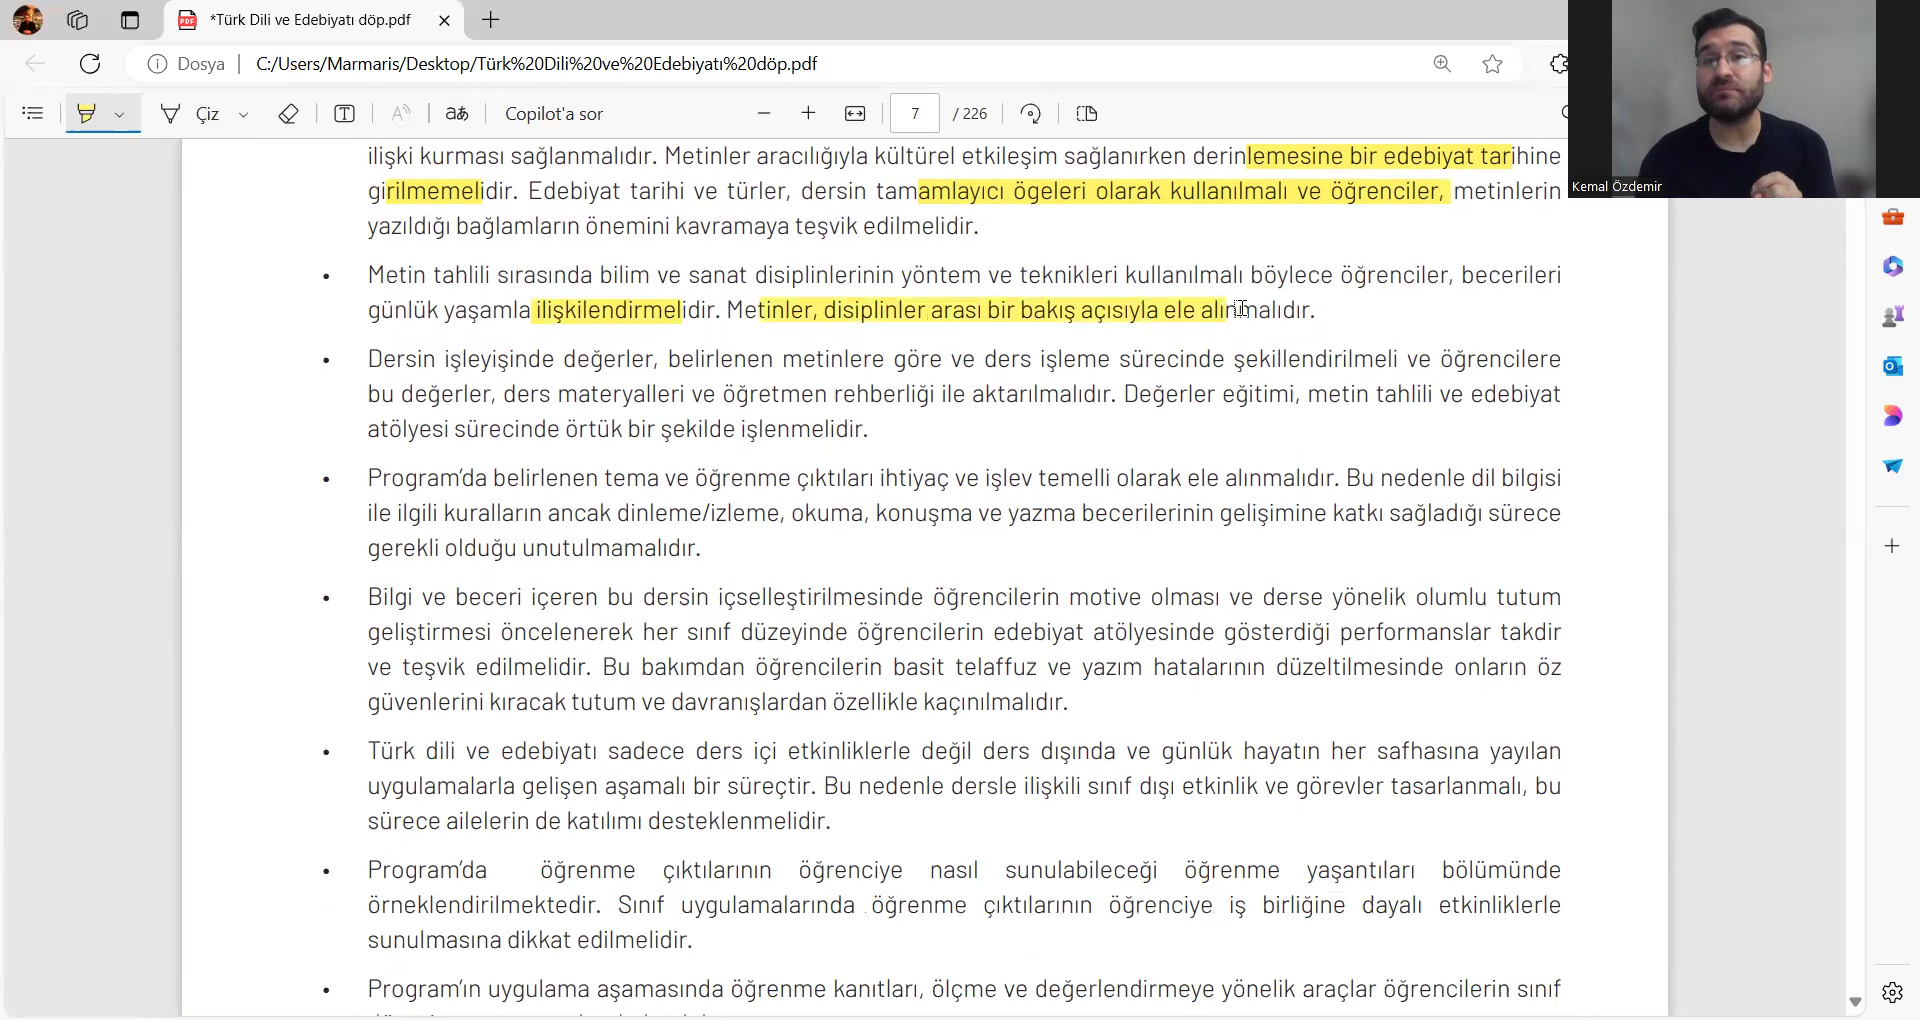 *Türk Dili ve Edebiyatı döp.pdf
Dosya
C:/Users/Marmaris/Desktop/Türk%20Dili%20ve%20Edebiyatı%20döp.pdf
Çiz
Copilot'a sor
7
/ 226
Kemal Özdemir
ilişki kurması sağlanmalıdır. Metinler aracılığıyla kültürel etkileşim sağlanırken derinlemesine bir edebiyat tarihine
girilmemelidir. Edebiyat tarihi ve türler, dersin tamamlayıcı ögeleri olarak kullanılmalı ve öğrenciler, metinlerin
yazıldığı bağlamların önemini kavramaya teşvik edilmelidir.
• Metin tahlili sırasında bilim ve sanat disiplinlerinin yöntem ve teknikleri kullanılmalı böylece öğrenciler, becerileri
günlük yaşamla ilişkilendirmelidir. Metinler, disiplinler arası bir bakış açısıyla ele alınmalıdır.
• Dersin işleyişinde değerler, belirlenen metinlere göre ve ders işleme sürecinde şekillendirilmeli ve öğrencilere
bu değerler, ders materyalleri ve öğretmen rehberliği ile aktarılmalıdır. Değerler eğitimi, metin tahlili ve edebiyat
atölyesi sürecinde örtük bir şekilde işlenmelidir.
• Program’da belirlenen tema ve öğrenme çıktıları ihtiyaç ve işlev temelli olarak ele alınmalıdır. Bu nedenle dil bilgisi
ile ilgili kuralların ancak dinleme/izleme, okuma, konuşma ve yazma becerilerinin gelişimine katkı sağladığı sürece
gerekli olduğu unutulmamalıdır.
• Bilgi ve beceri içeren bu dersin içselleştirilmesinde öğrencilerin motive olması ve derse yönelik olumlu tutum
geliştirmesi öncelenerek her sınıf düzeyinde öğrencilerin edebiyat atölyesinde gösterdiği performanslar takdir
ve teşvik edilmelidir. Bu bakımdan öğrencilerin basit telaffuz ve yazım hatalarının düzeltilmesinde onların öz
güvenlerini kıracak tutum ve davranışlardan özellikle kaçınılmalıdır.
• Türk dili ve edebiyatı sadece ders içi etkinliklerle değil ders dışında ve günlük hayatın her safhasına yayılan
uygulamalarla gelişen aşamalı bir süreçtir. Bu nedenle dersle ilişkili sınıf dışı etkinlik ve görevler tasarlanmalı, bu
sürece ailelerin de katılımı desteklenmelidir.
• Program’da öğrenme çıktılarının öğrenciye nasıl sunulabileceği öğrenme yaşantıları bölümünde
örneklendirilmektedir. Sınıf uygulamalarında öğrenme çıktılarının öğrenciye iş birliğine dayalı etkinliklerle
sunulmasına dikkat edilmelidir.
• Program’ın uygulama aşamasında öğrenme kanıtları, ölçme ve değerlendirmeye yönelik araçlar öğrencilerin sınıf